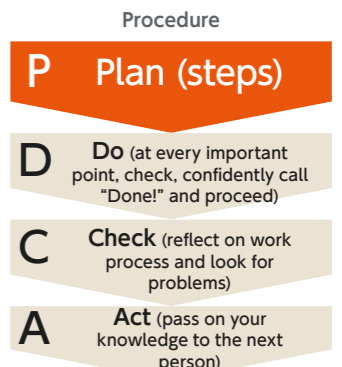 Procedure
P Plan (steps)
D Do (at every important
point, check, confidently call
“Done!” and proceed)
C Check (reflect on work
process and look for
problems)
A Act (pass on your
knowledge to the next
person)